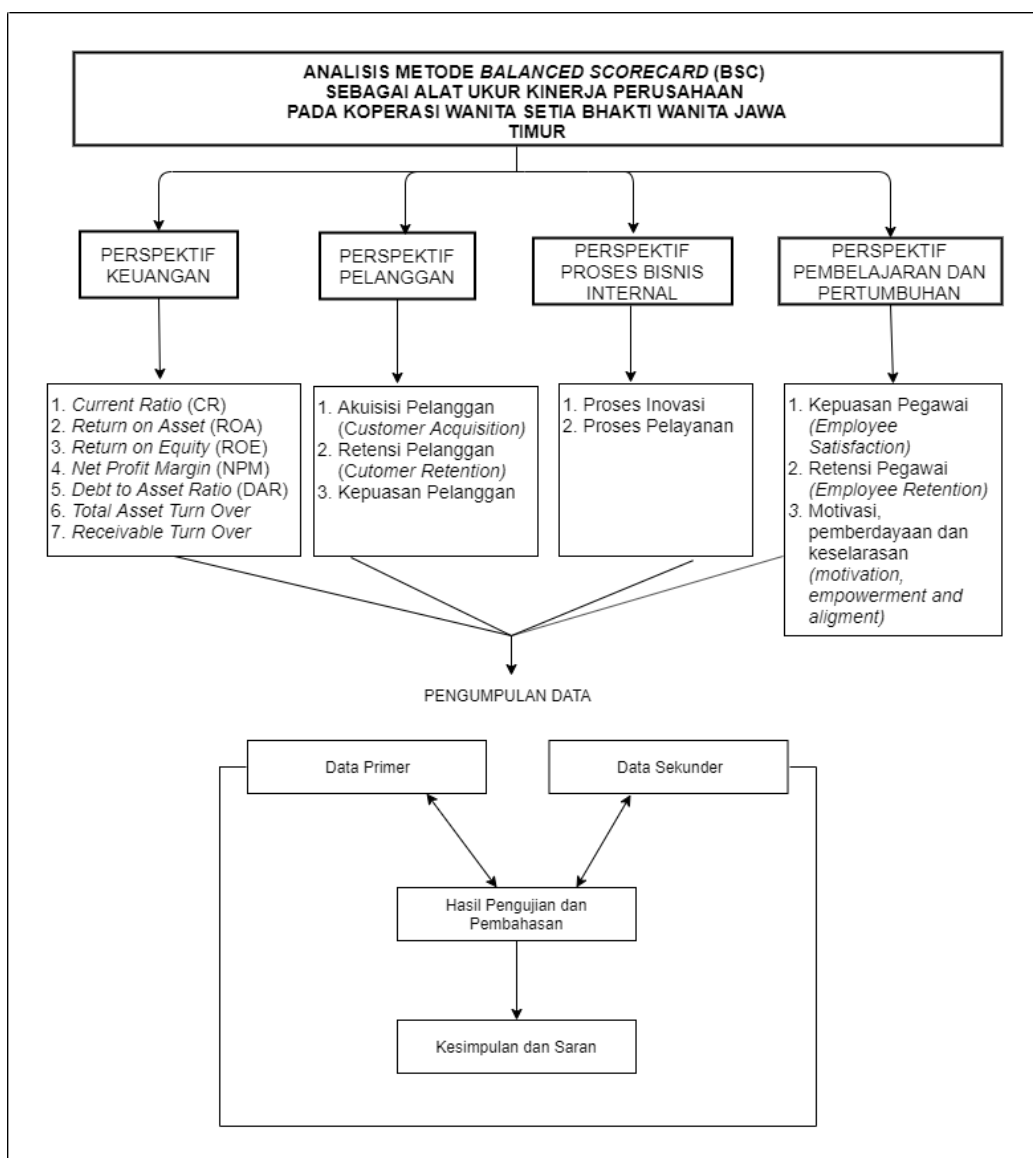 ANALISIS METODE BALANCED SCORECARD (BSC)
SEBAGAI ALAT UKUR KINERJA PERUSAHAAN
PADA KOPERASI WANITA SETIA BHAKTI WANITA JAWA
TIMUR
PERSPEKTIF
KEUANGAN
PERSPEKTIF
PELANGGAN
PERSPEKTIF
PROSES BISNIS
INTERNAL
PERSPEKTIF
PEMBELAJARAN DAN
PERTUMBUHAN
1. Current Ratio (CR)
2. Return on Asset (ROA)
3. Return on Equity (ROE)
4. Net Profit Margin (NPM)
5. Debt to Asset Ratio (DAR)
6. Total Asset Turn Over
7. Receivable Turn Over
1. Akuisisi Pelanggan
(Customer Acquisition)
2. Retensi Pelanggan
(Cutomer Retention)
3. Kepuasan Pelanggan
1. Proses Inovasi
2. Proses Pelayanan
1. Kepuasan Pegawai
(Employee
Satisfaction)
2. Retensi Pegawai
(Employee Retention)
3. Motivasi,
pemberdayaan dan
keselarasan
(motivation,
empowerment and
aligment)
PENGUMPULAN DATA
Data Primer
Data Sekunder
Hasil Pengujian dan
Pembahasan
Kesimpulan dan Saran